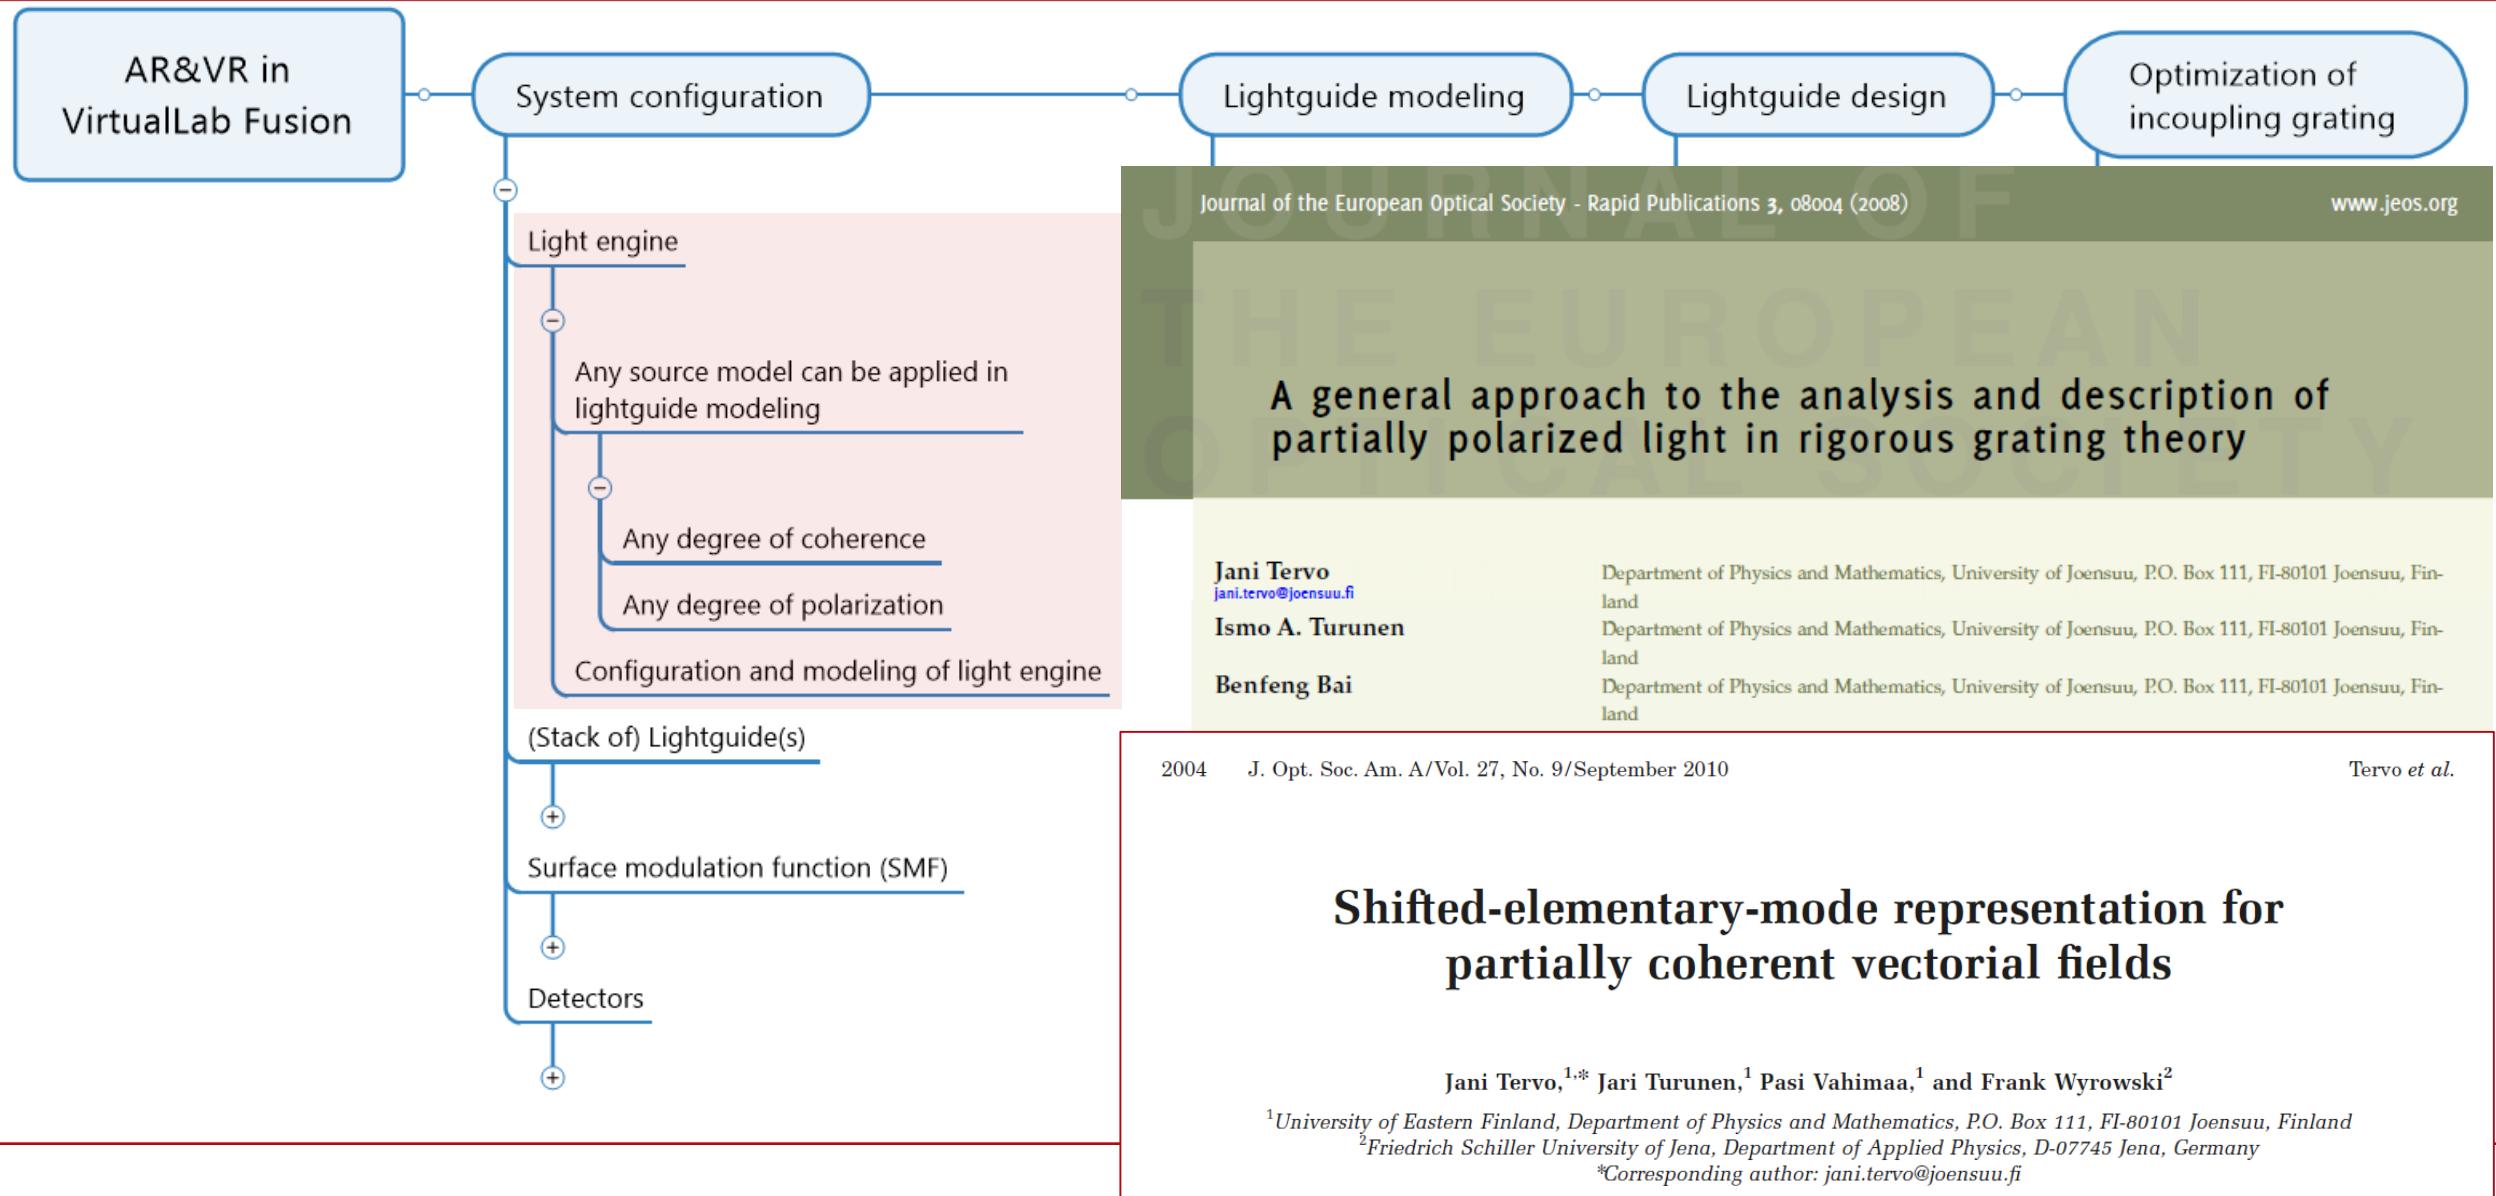 AR&VR in
VirtualLab Fusion
System configuration
Lightguide modeling
Lightguide design
Optimization of
incoupling grating
Light engine
Any source model can be applied in
lightguide modeling
Any degree of coherence
Any degree of polarization
Configuration and modeling of light engine
(Stack of) Lightguide(s)
Surface modulation function (SMF)
Detectors
JOURNAL OF
THE EUROPEAN
OPTICAL SOCIETY
Journal of the European Optical Society - Rapid Publications 3, 08004 (2008) www.jeos.org
A general approach to the analysis and description of
partially polarized light in rigorous grating theory
Jani Tervo Department of Physics and Mathematics, University of Joensuu, P.O. Box 111, FI-80101 Joensuu, Fin-
jani.tervo@joensuu.fi
land
Ismo A. Turunen Department of Physics and Mathematics, University of Joensuu, P.O. Box 111, FI-80101 Joensuu, Fin-
land
Benfeng Bai Department of Physics and Mathematics, University of Joensuu, P.O. Box 111, FI-80101 Joensuu, Fin-
land
2004 J. Opt. Soc. Am. A/Vol. 27, No. 9/September 2010 Tervo et al.
Shifted-elementary-mode representation for
partially coherent vectorial fields
Jani Tervo,1,* Jari Turunen,1 Pasi Vahimaa,1 and Frank Wyrowski2
1University of Eastern Finland, Department of Physics and Mathematics, P.O. Box 111, FI-80101 Joensuu, Finland
2Friedrich Schiller University of Jena, Department of Applied Physics, D-07745 Jena, Germany
*Corresponding author: jani.tervo@joensuu.fi